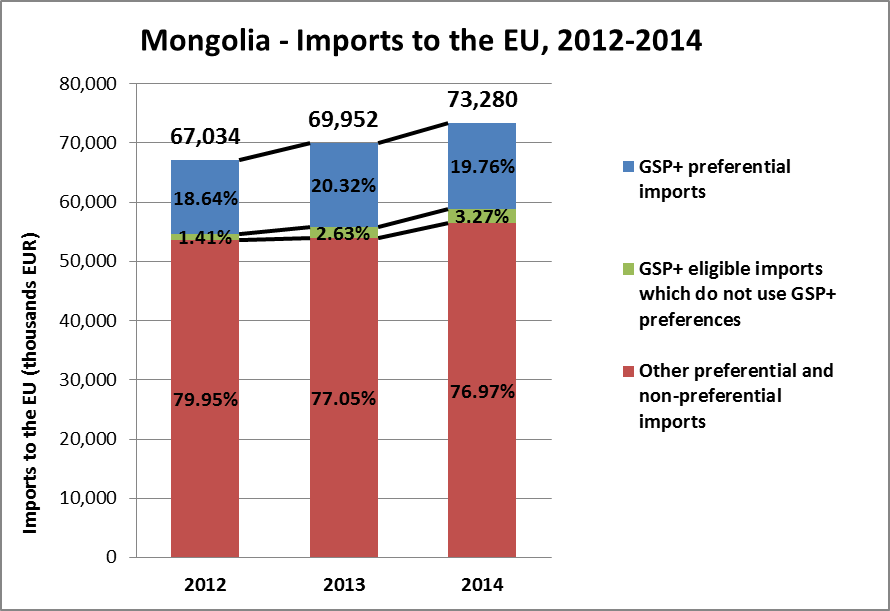 Mongolia - Imports to the EU, 2012-2014
Imports to the EU (thousands EUR)
80,000
70,000
60,000
50,000
40,000
30,000
20,000
10,000
0
67,034
69,952
73,280
18.64%
20.32%
19.76%
1.41%
2.63%
3.27%
79.95%
77.05%
76.97%
2012
2013
2014
GSP+ preferential
imports
GSP+ eligible imports
which do not use GSP+
preferences
Other preferential and
non-preferential
imports